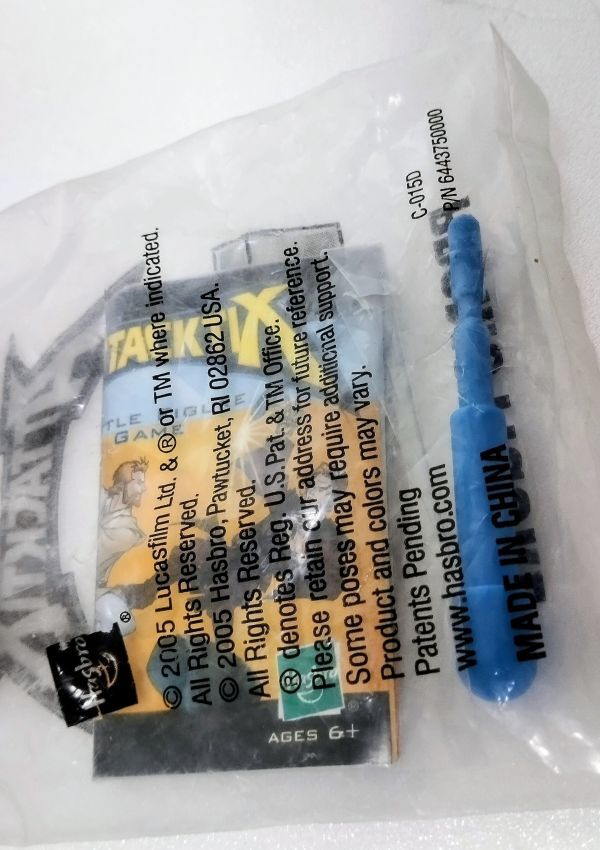 C-015D
P/N 6443750000
© 2005 Lucasfilm Ltd. & ® or TM where indicated.
All Rights Reserved.
© 2005 Hasbro, Pawtucket, RI 02862 USA.
All Rights Reserved.
® denotes Reg. U.S. Pat. & TM Office.
Please retain our address for future reference.
Some poses may require additional support.
Product and colors may vary.
Patents Pending
www.hasbro.com
MADE IN CHINA
Hasbro
®
GAME
®
AGES 6+